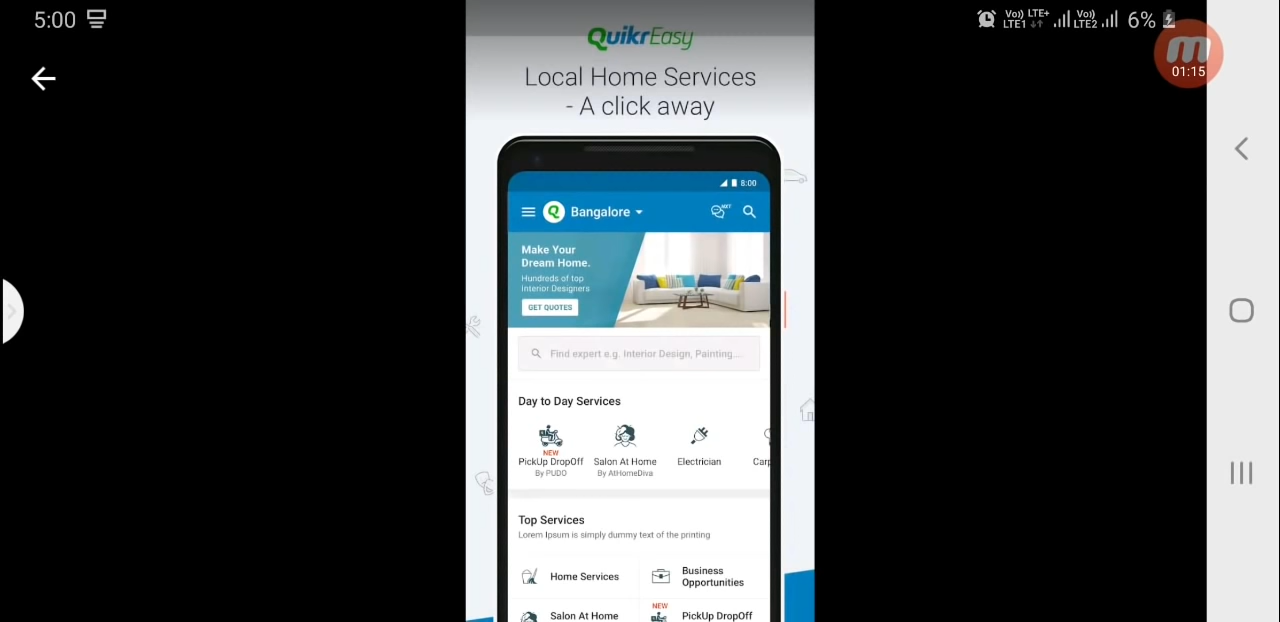 5:00
Vo)) LTE+
LTE1
Vo))
LTE2
6%
01:15
QuikrEasy
Local Home Services
- A click away
8:00
Q
Bangalore
NXT
Make Your
Dream Home.
Hundreds of top
Interior Designers
GET QUOTES
Find expert e.g. Interior Design, Painting...
Day to Day Services
NEW
PickUp DropOff
By PUDO
Salon At Home
By AtHomeDiva
Electrician
Carp
Top Services
Lorem Ipsum is simply dummy text of the printing
Home Services
Business
Opportunities
Salon At Home
NEW
PickUp DropOff